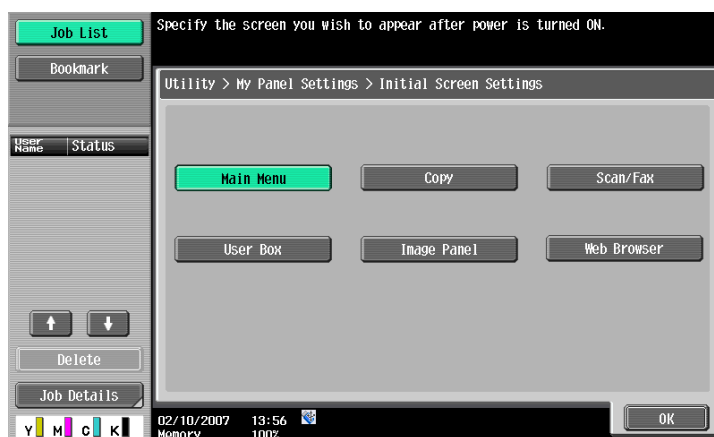 Job List
Bookmark
Specify the screen you wish to appear after power is turned ON.
Utility > My Panel Settings > Initial Screen Settings
User Name Status
Main Menu Copy Scan/Fax
User Box Image Panel Web Browser
Delete
Job Details
Y M C K
02/10/2007 13:56
Memory 100%
OK